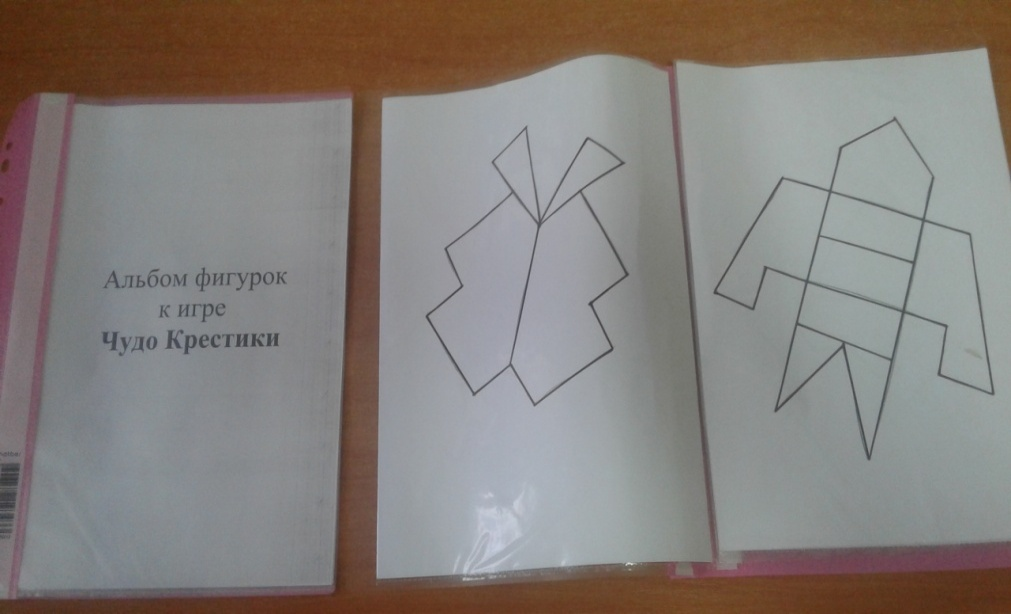 Альбом фигурок
к игре
Чудо Крестики